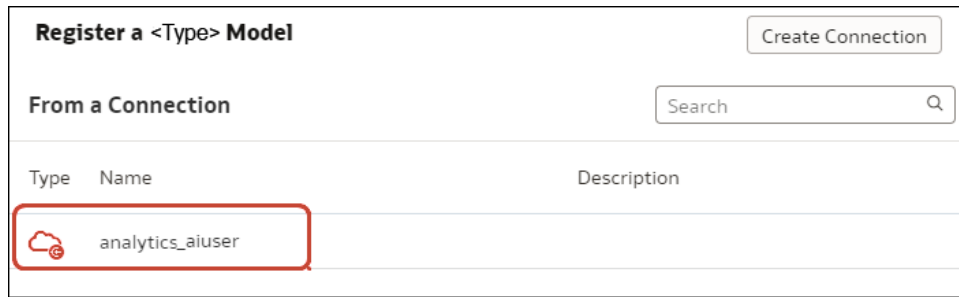 Register a <Type> Model
Create Connection
From a Connection
Search
Type Name Description
analytics_aiuser